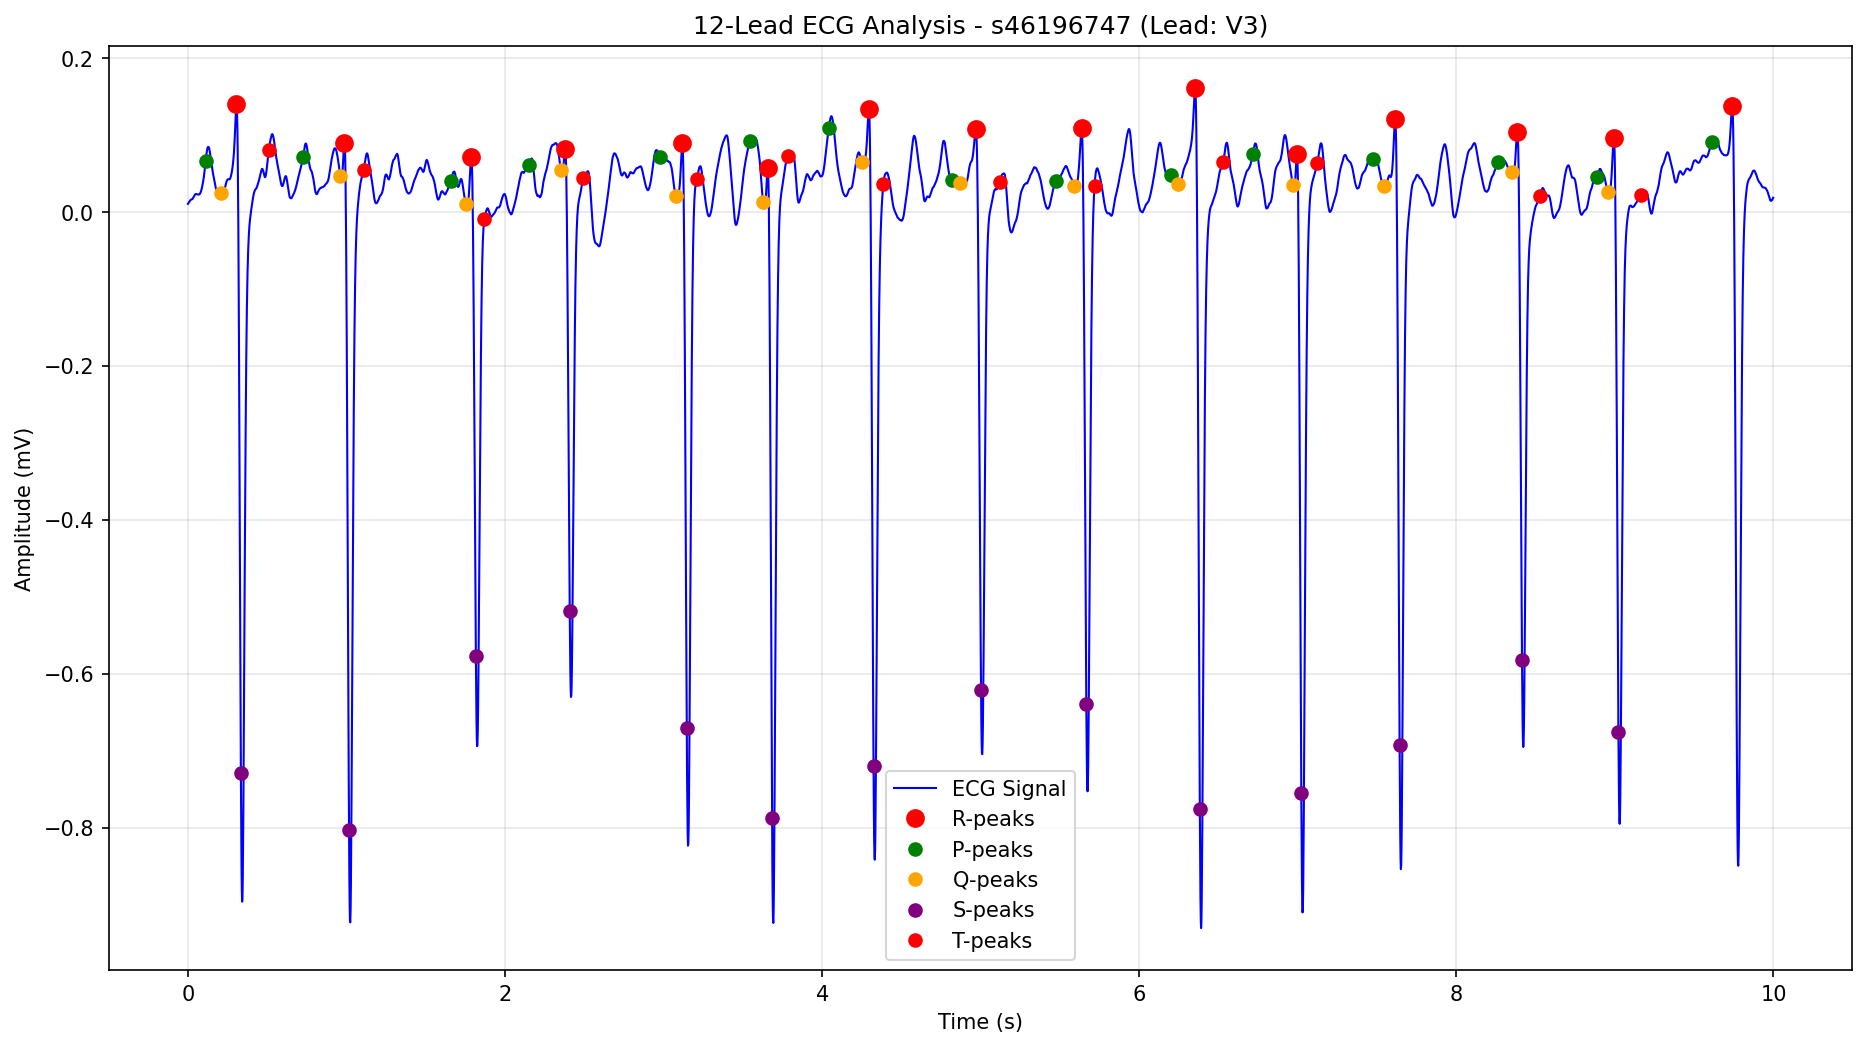 12-Lead ECG Analysis - s46196747 (Lead: V3)
Amplitude (mV)
0.2
0.0
−0.2
−0.4
−0.6
−0.8
ECG Signal
R-peaks
P-peaks
Q-peaks
S-peaks
T-peaks
0 2 4 6 8 10
Time (s)